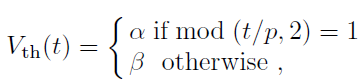 V_th(t) = { α if mod (t/p, 2) = 1
β otherwise ,